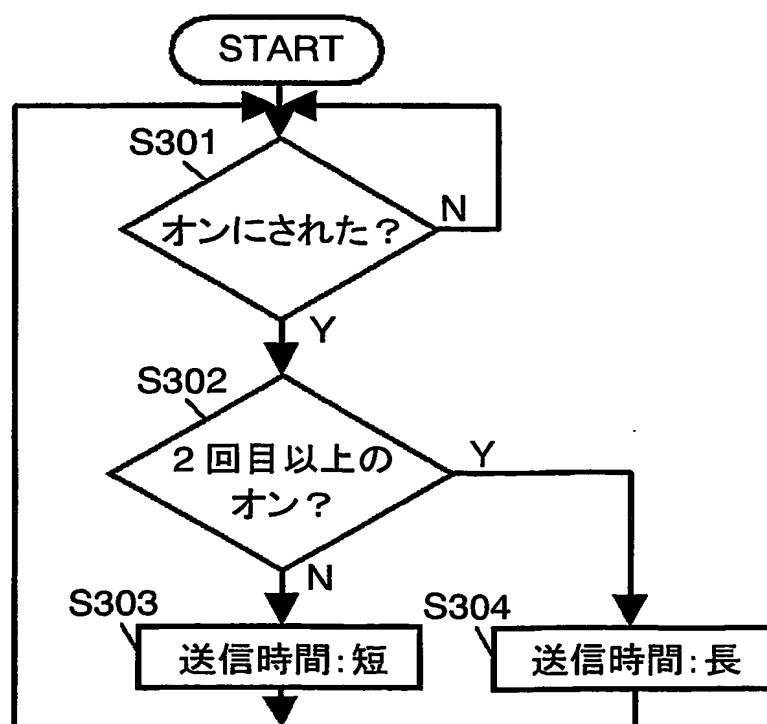 START
S301
オンにされた?
N
Y
S302
2回目以上の
オン?
Y
N
S303
送信時間:短
S304
送信時間:長